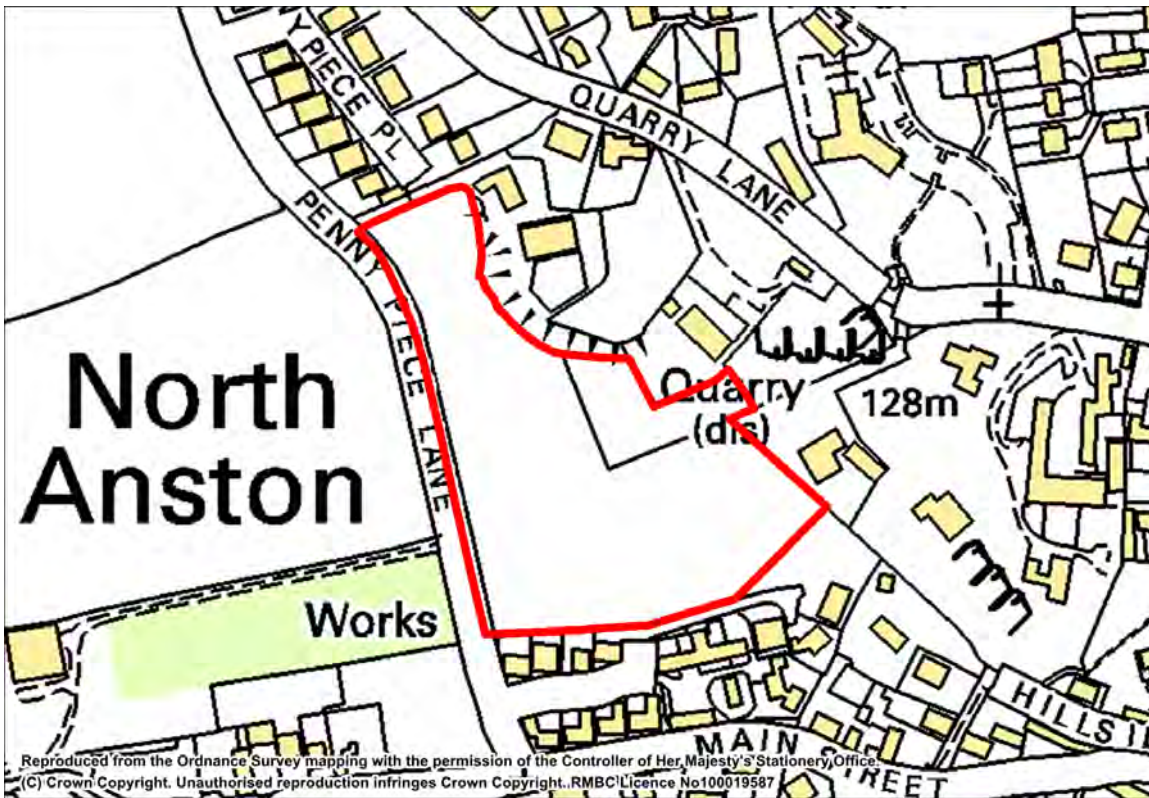 NY PIECE PL
QUARRY LANE
PENNY PIECE LANE
North
Anston
Quarry
(dis)
128m
Works
HILLS
MAIN STREET
Reproduced from the Ordnance Survey mapping with the permission of the Controller of Her Majesty's Stationery Office.
(C) Crown Copyright. Unauthorised reproduction infringes Crown Copyright..RMBC Licence No100019587